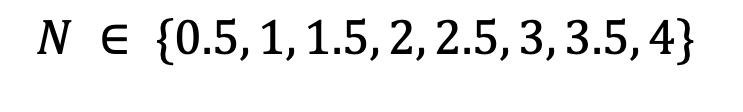 N ∈ {0.5, 1, 1.5, 2, 2.5, 3, 3.5, 4}